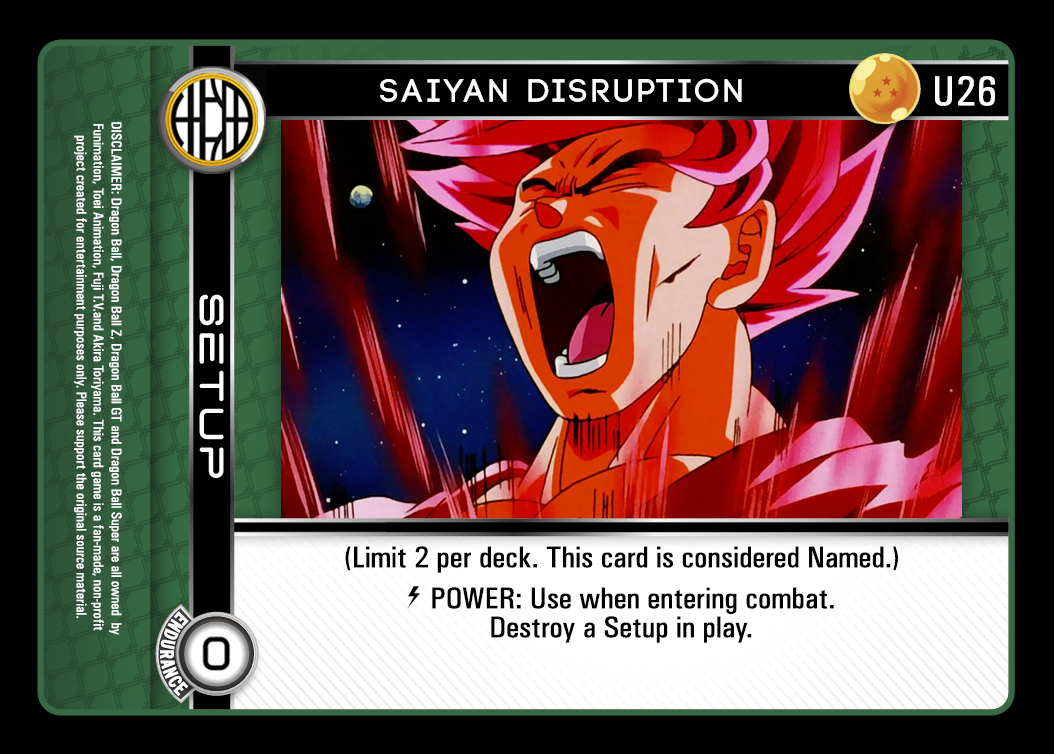 SAIYAN DISRUPTION
U26
SETUP
DISCLAIMER: Dragon Ball, Dragon Ball Z, Dragon Ball GT and Dragon Ball Super are all owned by
Funimation, Toei Animation, Fuji T.V.and Akira Toriyama. This card game is a fan-made, non-profit
project created for entertainment purposes only. Please support the original source material.
(Limit 2 per deck. This card is considered Named.)
POWER: Use when entering combat.
Destroy a Setup in play.
ENDURANCE
0